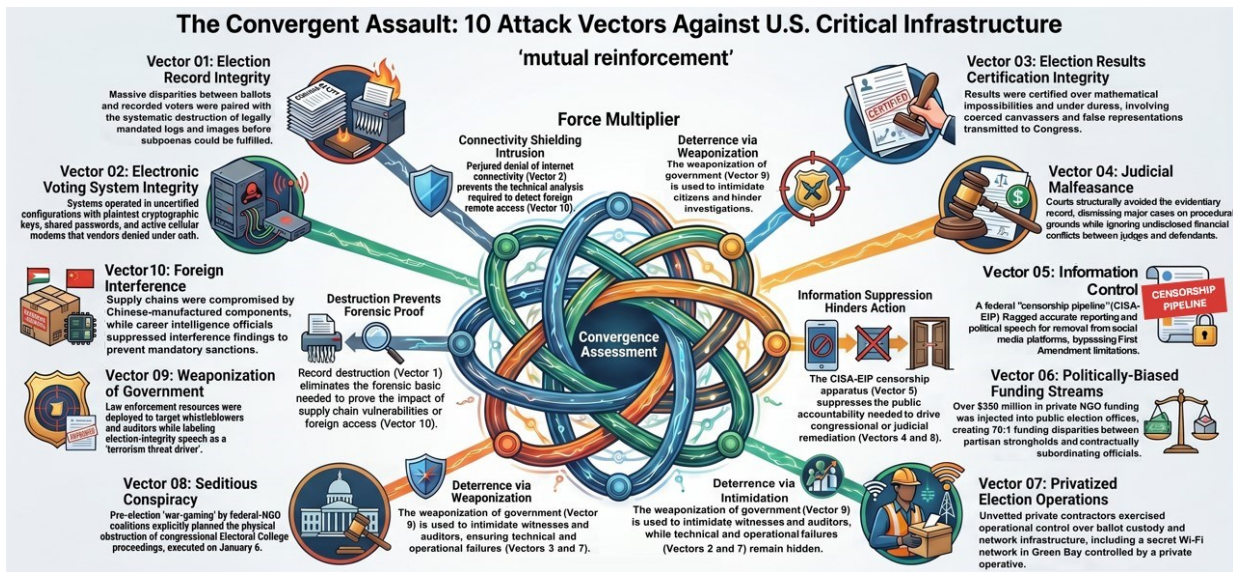 The Convergent Assault: 10 Attack Vectors Against U.S. Critical Infrastructure
'mutual reinforcement'
Vector 01: Election
Record Integrity
Massive disparities between
ballots and recorded voters were paired with
the systematic destruction of legally
mandated logs and images before
subpoenas could be fulfilled.
Vector 02: Electronic
Voting System Integrity
Systems operated in uncertified
configurations with plaintest cryptographic
keys, shared passwords, and active cellular
modems that vendors denied under oath.
Vector 10: Foreign
Interference
Supply chains were compromised by
Chinese-manufactured components,
while career intelligence officials
suppressed interference findings to
prevent mandatory sanctions.
Vector 09: Weaponization
of Government
Law enforcement resources were
deployed to target whistleblowers
and auditors while labeling
election-integrity speech as a
'terrorism threat driver'.
Vector 08: Seditious
Conspiracy
Pre-election 'war-gaming' by federal-NGO
coalitions explicitly planned the physical
obstruction of congressional Electoral College
proceedings, executed on January 6.
Force Multiplier
Connectivity Shielding
Intrusion
Perjured denial of internet
connectivity (Vector 2)
prevents the technical analysis
required to detect foreign
remote access (Vector 10).
Deterrence via
Weaponization
The weaponization of
government (Vector 9)
is used to intimidate
citizens and hinder
investigations.
Destruction Prevents
Forensic Proof
Record destruction (Vector 1)
eliminates the forensic basic
needed to prove the impact of
supply chain vulnerabilities or
foreign access (Vector 10).
Convergence
Assessment
Information Suppression
Hinders Action
The CISA-EIP censorship
apparatus (Vector 5)
suppresses the public
accountability needed to drive
congressional or judicial
remediation (Vectors 4 and 8).
Deterrence via
Weaponization
The weaponization of government (Vector
9) is used to intimidate witnesses and
auditors, ensuring technical and
operational failures (Vectors 3 and 7).
Deterrence via
Intimidation
The weaponization of government (Vector 9)
is used to intimidate witnesses and auditors,
while technical and operational failures
(Vectors 2 and 7) remain hidden.
CERTIFIED
Vector 03: Election Results
Certification Integrity
Results were certified over mathematical
impossibilities and under duress, involving
coerced canvassers and false representations
transmitted to Congress.
Vector 04: Judicial
Malfeasance
Courts structurally avoided the evidentiary
record, dismissing major cases on procedural
grounds while ignoring undisclosed financial
conflicts between judges and defendants.
Vector 05: Information
Control
A federal "censorship pipeline" (CISA-
EIP) Ragged accurate reporting and
political speech for removal from social
media platforms, bypsssing First
Amendment limitations.
CENSORSHIP
PIPELINE
Vector 06: Politically-Biased
Funding Streams
Over $350 million in private NGO funding
was injected into public election offices,
creating 70:1 funding disparities between
partisan strongholds and contractually
subordinating officials.
Vector 07: Privatized
Election Operations
Unvetted private contractors exercised
operational control over ballot custody and
network infrastructure, including a secret Wi-Fi
network in Green Bay controlled by a private
operative.